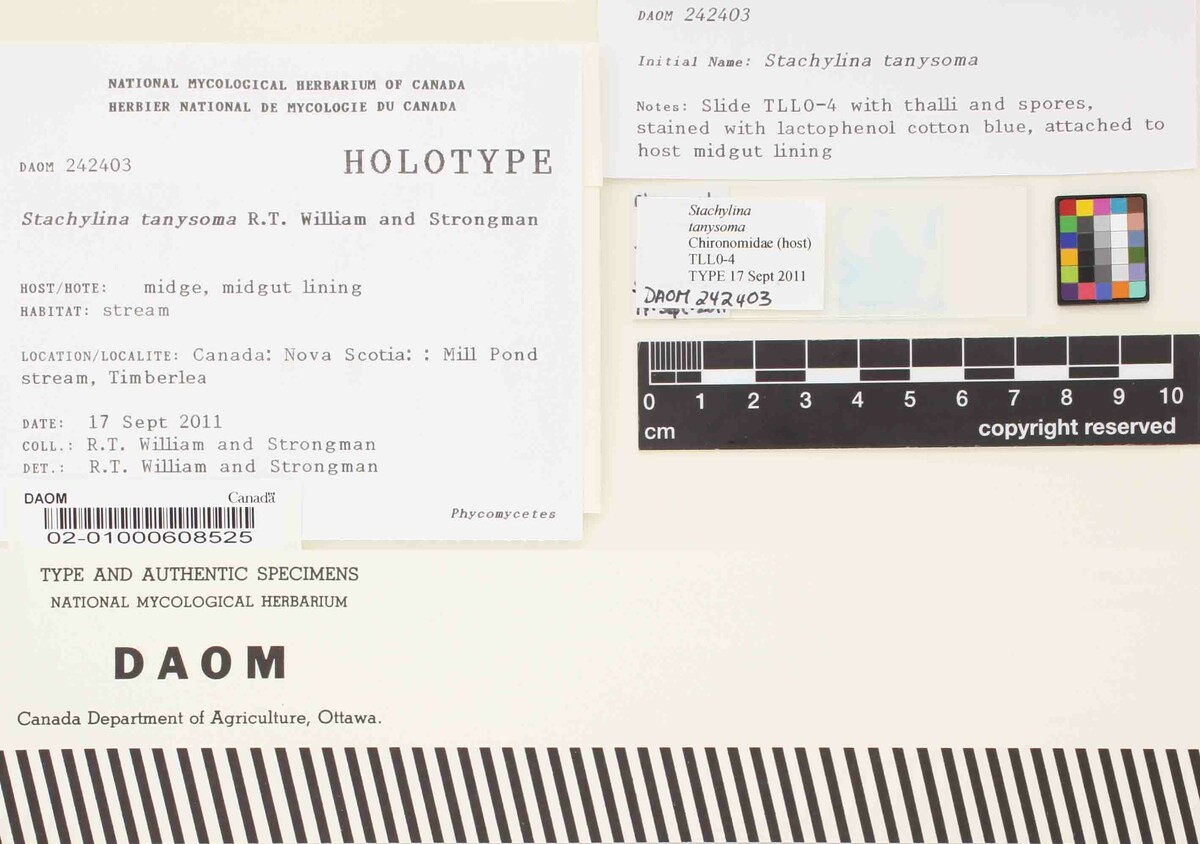 NATIONAL MYCOLOGICAL HERBARIUM OF CANADA
HERBIER NATIONAL DE MYCOLOGIE DU CANADA
DAOM 242403
HOLOTYPE
Stachylina tanysoma R.T. William and Strongman
HOST/HOTE: midge, midgut lining
HABITAT: stream
LOCATION/LOCALITE: Canada: Nova Scotia: : Mill Pond
stream, Timberlea
DATE: 17 Sept 2011
COLL.: R.T. William and Strongman
DET.: R.T. William and Strongman
Phycomycetes
DAOM
Canada
02-01000608525
TYPE AND AUTHENTIC SPECIMENS
NATIONAL MYCOLOGICAL HERBARIUM
DAOM
Canada Department of Agriculture, Ottawa.
DAOM 242403
Initial Name: Stachylina tanysoma
Notes: Slide TLL0-4 with thalli and spores,
stained with lactophenol cotton blue, attached to
host midgut lining
Stachylina
tanysoma
Chironomidae (host)
TLL0-4
TYPE 17 Sept 2011
DAOM 242403
0 1 2 3 4 5 6 7 8 9 10
cm
copyright reserved